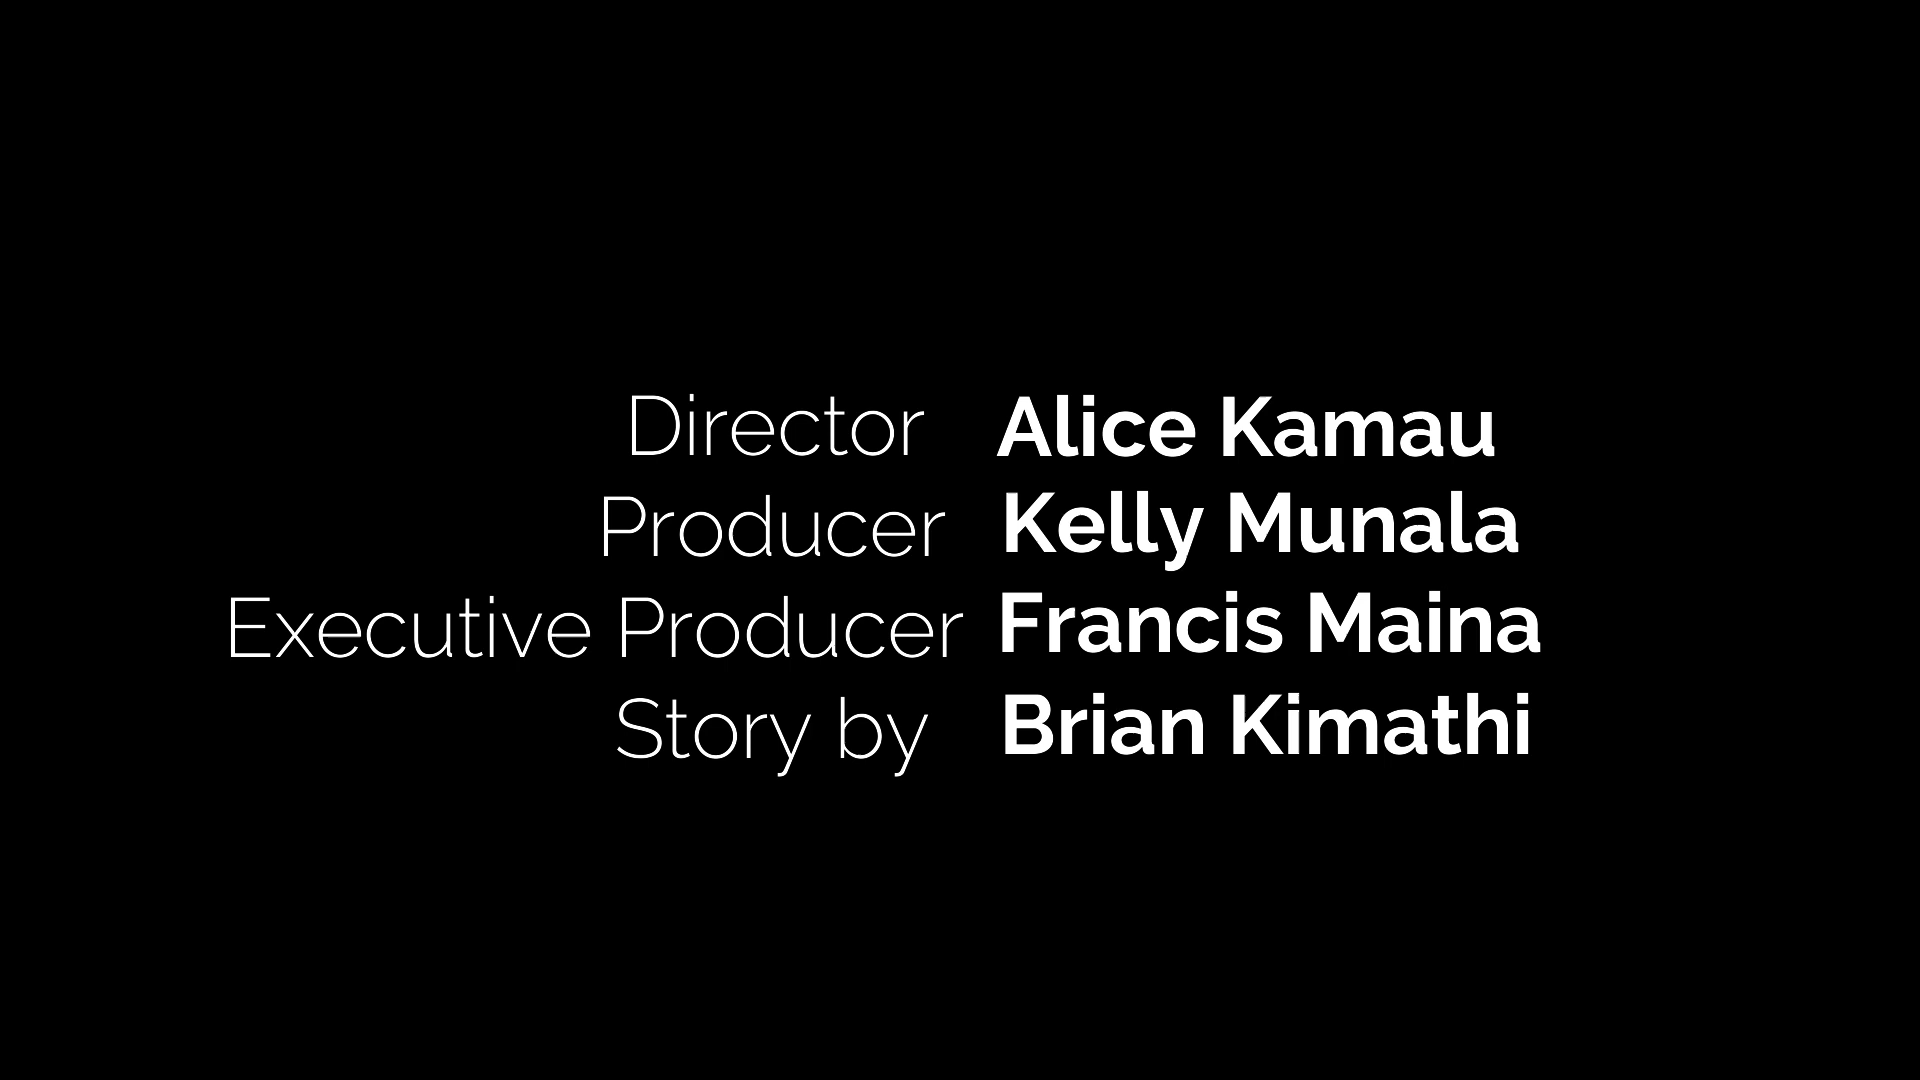 Director Alice Kamau
Producer Kelly Munala
Executive Producer Francis Maina
Story by Brian Kimathi